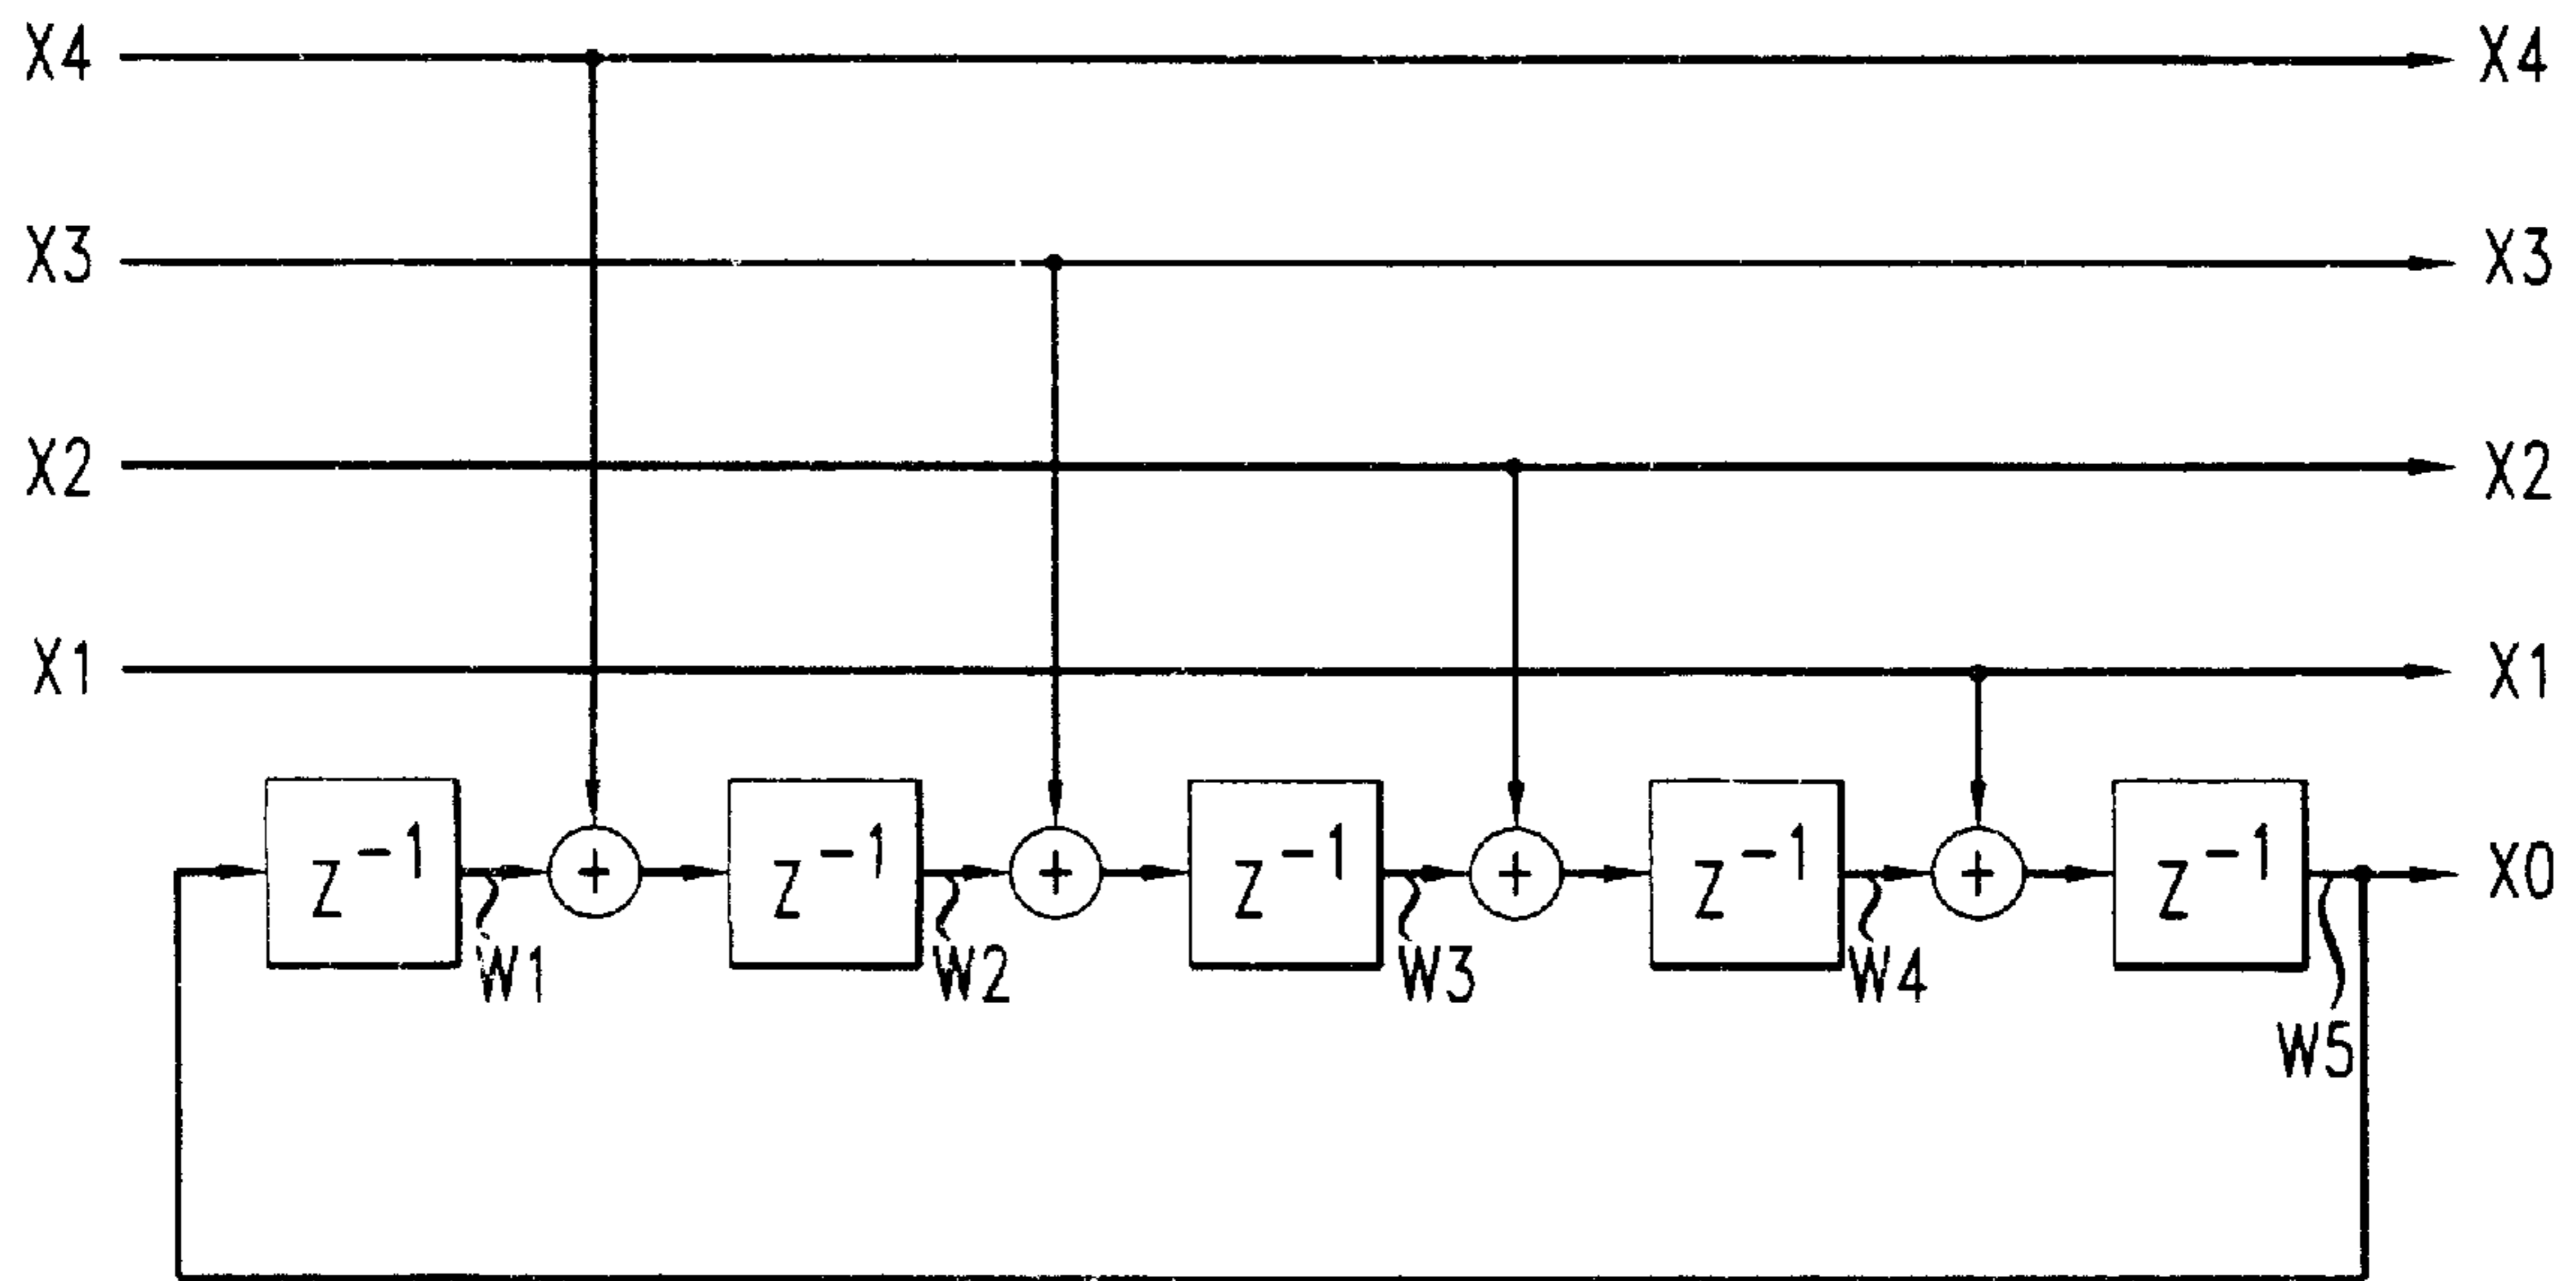 X4 X4
X3 X3
X2 X2
X1 X1
Z⁻¹ + Z⁻¹ + Z⁻¹ + Z⁻¹ + Z⁻¹ X0
W1 W2 W3 W4
W5